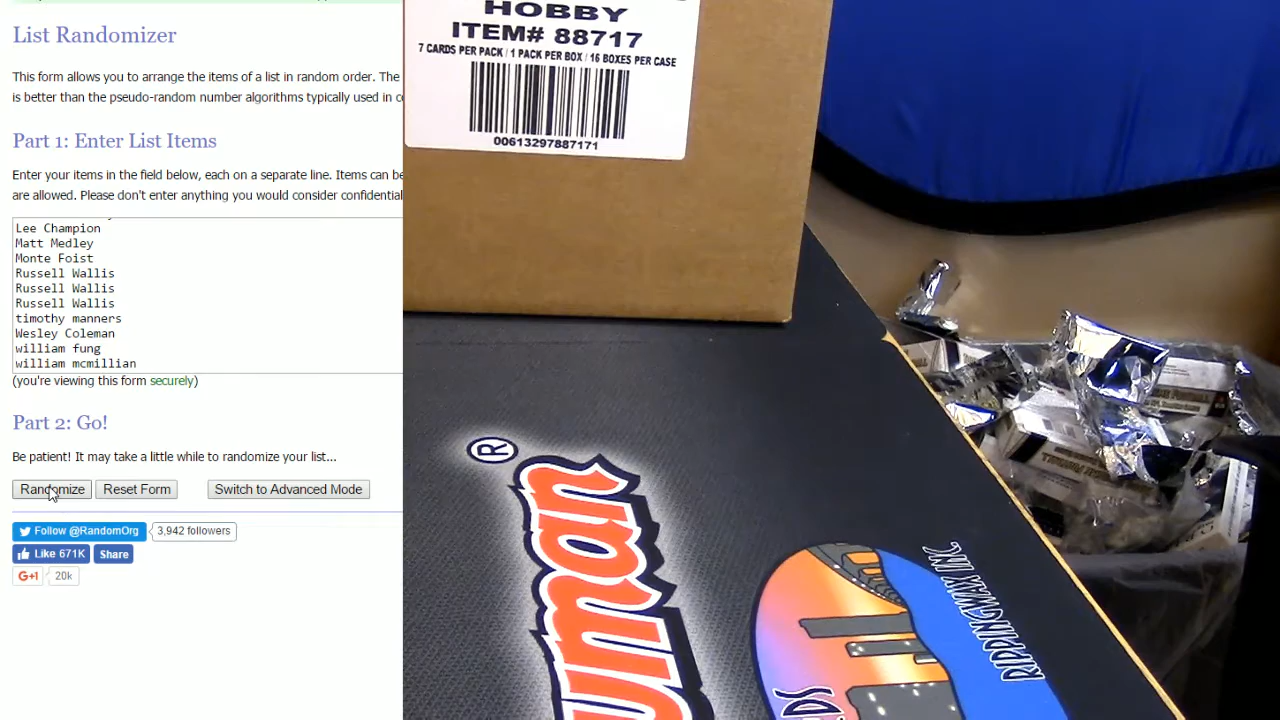 List Randomizer
This form allows you to arrange the items of a list in random order. The
is better than the pseudo-random number algorithms typically used in
Part 1: Enter List Items
Enter your items in the field below, each on a separate line. Items can be
are allowed. Please don't enter anything you would consider confidential
Lee Champion
Matt Medley
Monte Foist
Russell Wallis
Russell Wallis
Russell Wallis
timothy manners
Wesley Coleman
william fung
william mcmillian
(you're viewing this form securely)
Part 2: Go!
Be patient! It may take a little while to randomize your list...
Randomize Reset Form Switch to Advanced Mode
Follow @RandomOrg 3,942 followers
Like 671K Share
G+1 20k
HOBBY
ITEM# 88717
7 CARDS PER PACK / 1 PACK PER BOX / 16 BOXES PER CASE
00613297887171
®
RIPPINGWAX INC.